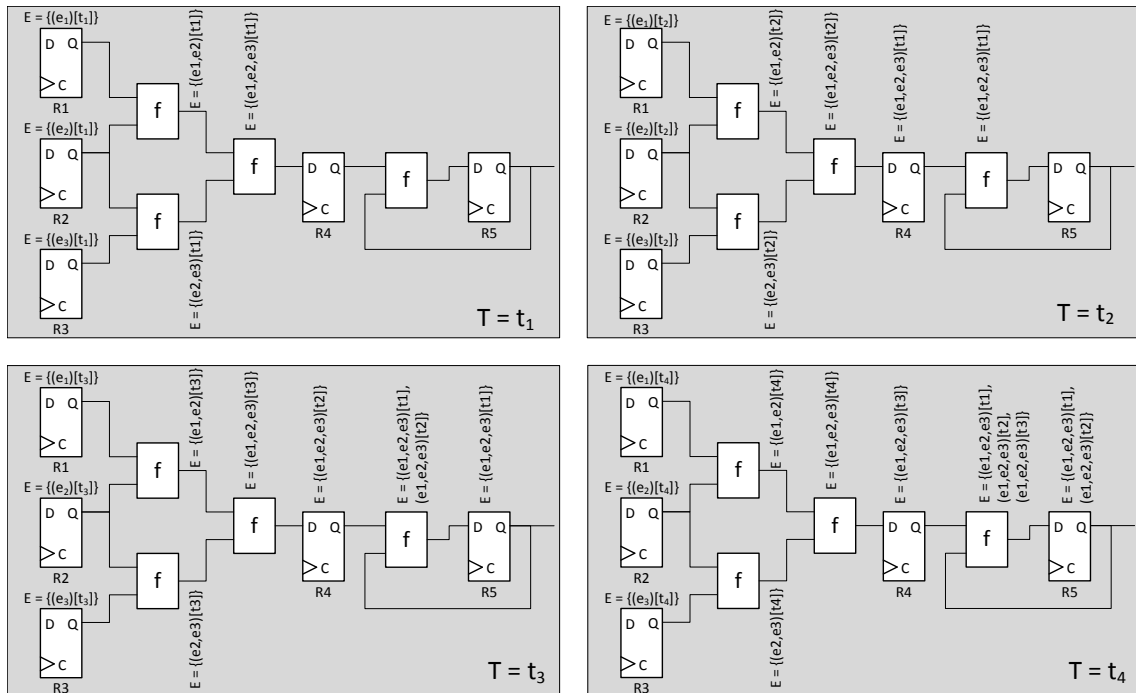 E = {(e₁)[t₁]}
D Q
C
R1
E = {(e₂)[t₁]}
D Q
C
R2
E = {(e₃)[t₁]}
D Q
C
R3
f
f
E = {(e1,e2)[t1]}
E = {(e2,e3)[t1]}
f
E = {(e1,e2,e3)[t1]}
D Q
C
R4
f
D Q
C
R5
T = t₁
E = {(e₁)[t₂]}
D Q
C
R1
E = {(e₂)[t₂]}
D Q
C
R2
E = {(e₃)[t₂]}
D Q
C
R3
f
f
E = {(e1,e2)[t2]}
E = {(e2,e3)[t2]}
f
E = {(e1,e2,e3)[t2]}
D Q
C
R4
E = {(e1,e2,e3)[t1]}
f
E = {(e1,e2,e3)[t1]}
D Q
C
R5
T = t₂
E = {(e₁)[t₃]}
D Q
C
R1
E = {(e₂)[t₃]}
D Q
C
R2
E = {(e₃)[t₃]}
D Q
C
R3
f
f
E = {(e1,e2)[t3]}
E = {(e2,e3)[t3]}
f
E = {(e1,e2,e3)[t3]}
D Q
C
R4
E = {(e1,e2,e3)[t2]}
f
E = {(e1,e2,e3)[t1],
(e1,e2,e3)[t2]}
D Q
C
R5
E = {(e1,e2,e3)[t1]}
T = t₃
E = {(e₁)[t₄]}
D Q
C
R1
E = {(e₂)[t₄]}
D Q
C
R2
E = {(e₃)[t₄]}
D Q
C
R3
f
f
E = {(e1,e2)[t4]}
E = {(e2,e3)[t4]}
f
E = {(e1,e2,e3)[t4]}
D Q
C
R4
E = {(e1,e2,e3)[t3]}
f
E = {(e1,e2,e3)[t1],
(e1,e2,e3)[t2],
(e1,e2,e3)[t3]}
D Q
C
R5
E = {(e1,e2,e3)[t1],
(e1,e2,e3)[t2]}
T = t₄